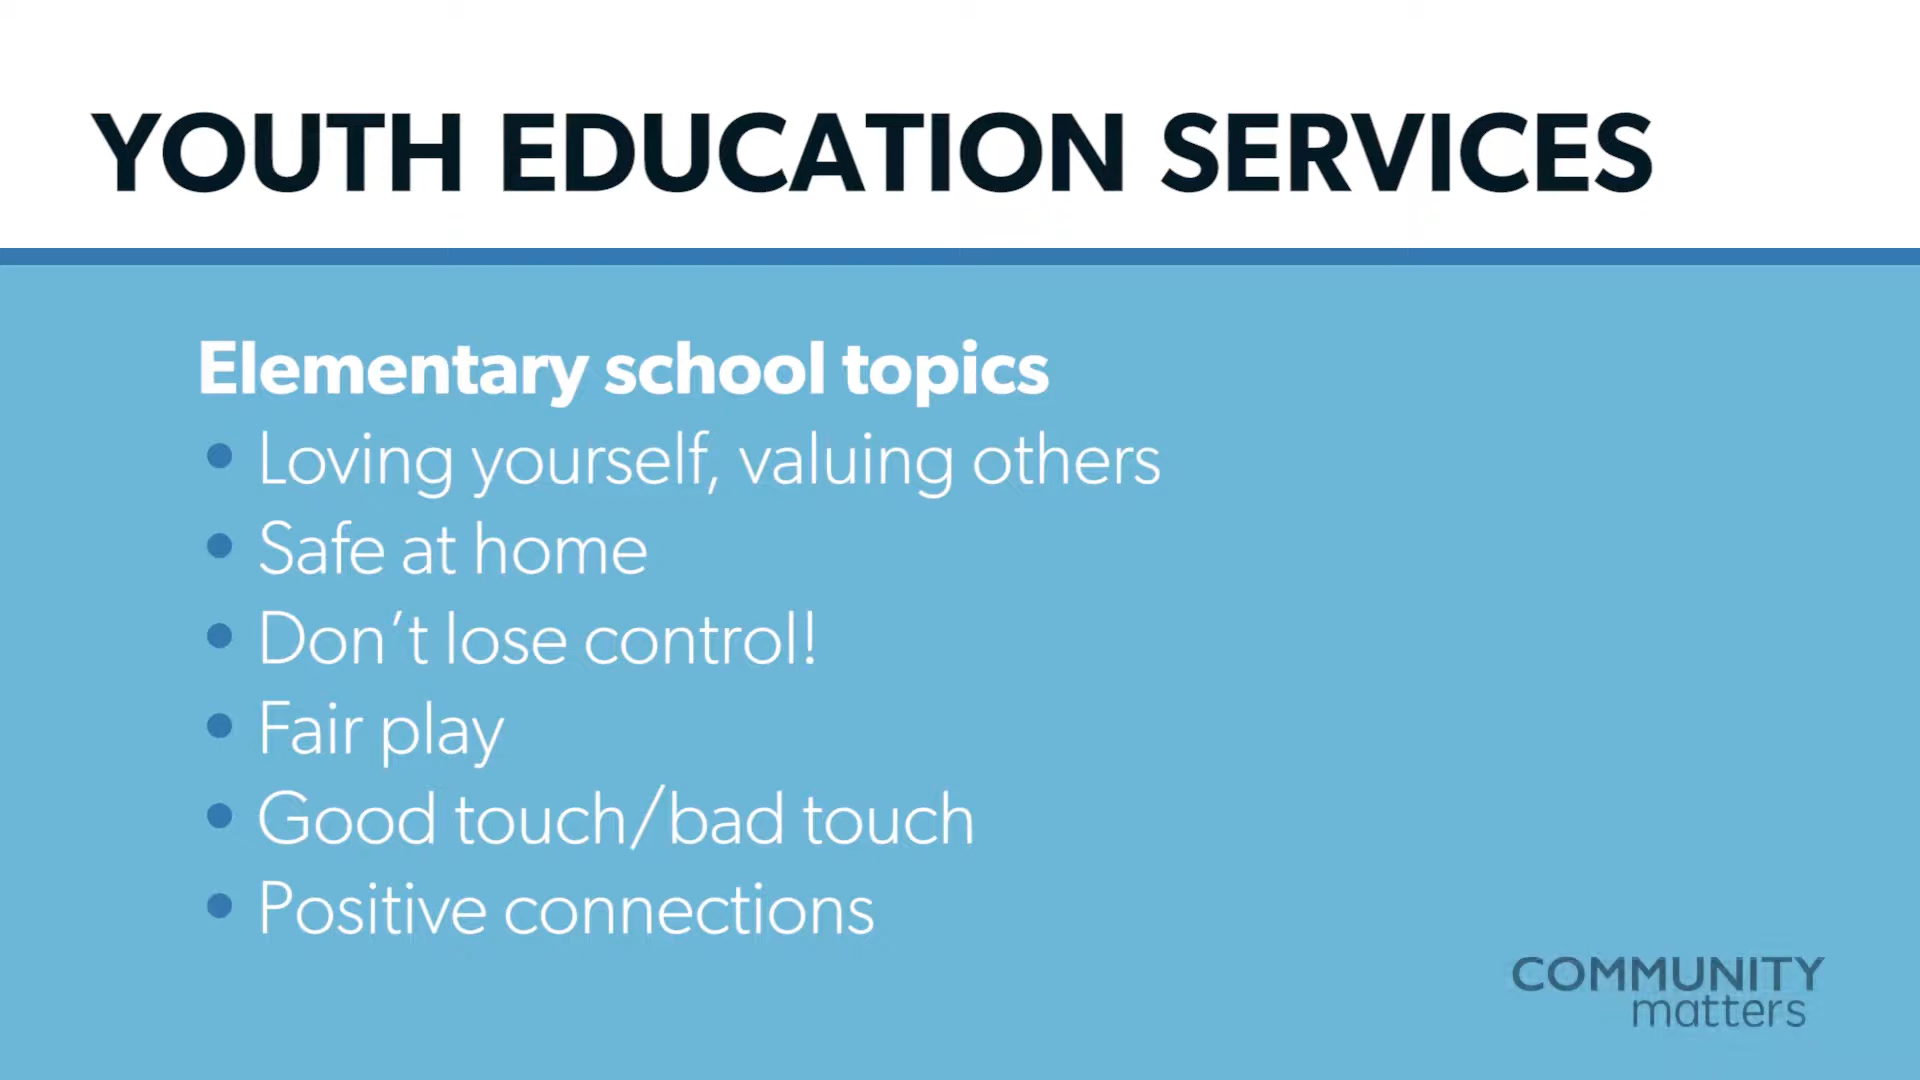 YOUTH EDUCATION SERVICES
Elementary school topics
• Loving yourself, valuing others
• Safe at home
• Don't lose control!
• Fair play
• Good touch/bad touch
• Positive connections
COMMUNITY
matters